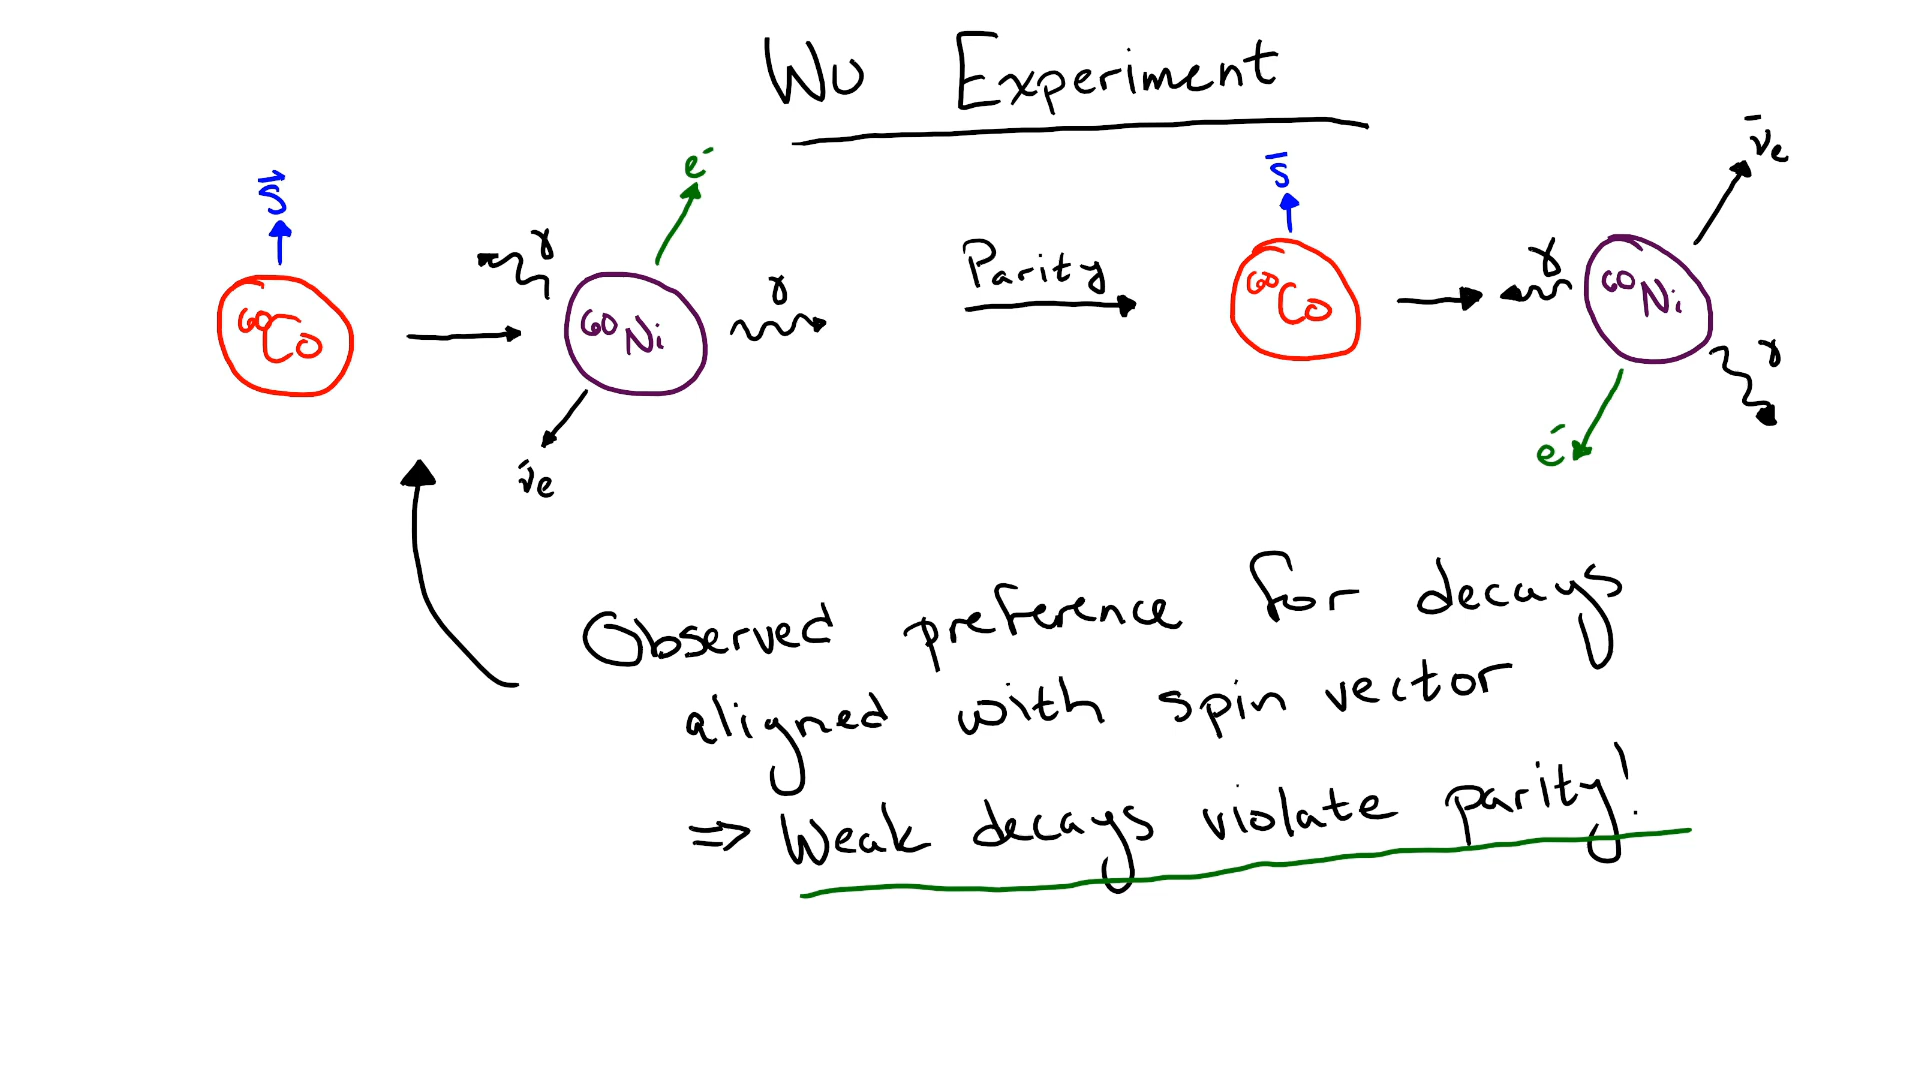 Wu Experiment
s⃗
⁶⁰Co
γ
e⁻
⁶⁰Ni
γ
ν̄e
Parity
s̄
⁶⁰Co
γ
ν̄e
⁶⁰Ni
γ
e⁻
Observed preference for decays
aligned with spin vector
⇒ Weak decays violate parity!